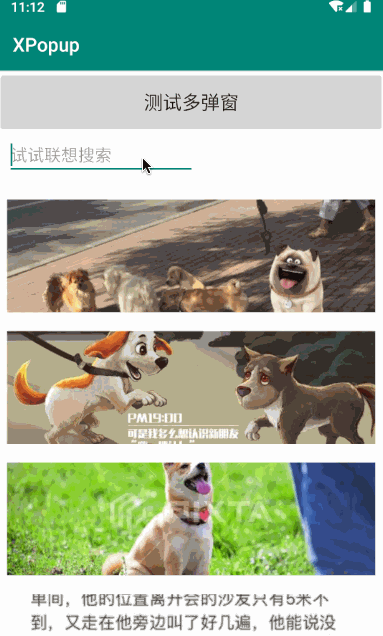 11:12
XPopup
测试多弹窗
试试联想搜索
PM19:00
可是我多么想认识新朋友
单间，他的位置离开会的沙发只有5米不
到，又走在他旁边叫了好几遍，他能说没